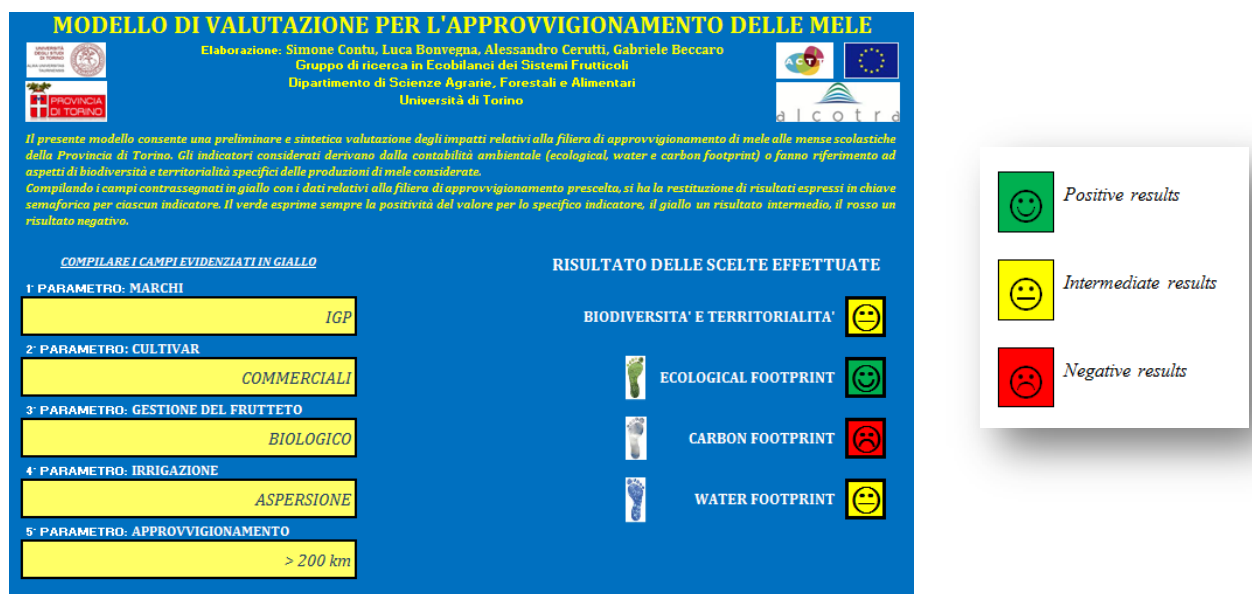 MODELLO DI VALUTAZIONE PER L'APPROVVIGIONAMENTO DELLE MELE
Elaborazione: Simone Contu, Luca Bonvegna, Alessandro Cerutti, Gabriele Beccaro
Gruppo di ricerca in Ecobilanci dei Sistemi Frutticoli
Dipartimento di Scienze Agrarie, Forestali e Alimentari
Università di Torino
UNIVERSITÀ
DEGLI STUDI
DI TORINO
ALMA UNIVERSITAS
TAURINENSIS
PROVINCIA
DI TORINO
ACTT
alcotra
Il presente modello consente una preliminare e sintetica valutazione degli impatti relativi alla filiera di approvvigionamento di mele alle mense scolastiche
della Provincia di Torino. Gli indicatori considerati derivano dalla contabilità ambientale (ecological, water e carbon footprint) o fanno riferimento ad
aspetti di biodiversità e territorialità specifici delle produzioni di mele considerate.
Compilando i campi contrassegnati in giallo con i dati relativi alla filiera di approvvigionamento prescelta, si ha la restituzione di risultati espressi in chiave
semaforica per ciascun indicatore. Il verde esprime sempre la positività del valore per lo specifico indicatore, il giallo un risultato intermedio, il rosso un
risultato negativo.
COMPILARE I CAMPI EVIDENZIATI IN GIALLO
1° PARAMETRO: MARCHI
IGP
2° PARAMETRO: CULTIVAR
COMMERCIALI
3° PARAMETRO: GESTIONE DEL FRUTTETO
BIOLOGICO
4° PARAMETRO: IRRIGAZIONE
ASPERSIONE
5° PARAMETRO: APPROVVIGIONAMENTO
> 200 km
RISULTATO DELLE SCELTE EFFETTUATE
BIODIVERSITA' E TERRITORIALITA'
ECOLOGICAL FOOTPRINT
CARBON FOOTPRINT
WATER FOOTPRINT
Positive results
Intermediate results
Negative results